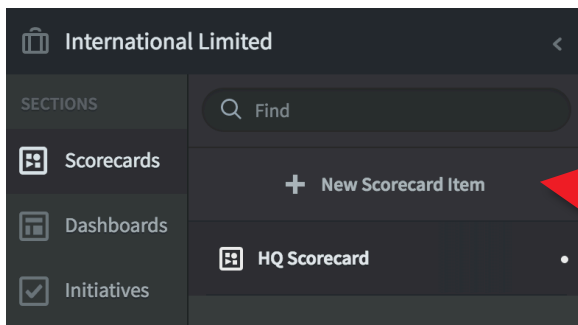 International Limited
SECTIONS
Find
Scorecards
New Scorecard Item
Dashboards
HQ Scorecard
Initiatives